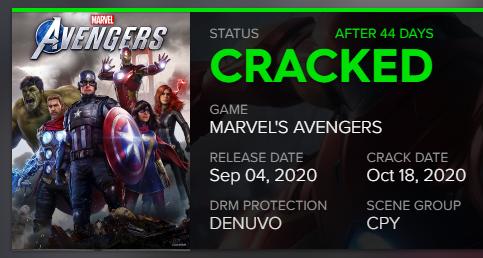 MARVEL
AVENGERS
STATUS
AFTER 44 DAYS
CRACKED
GAME
MARVEL'S AVENGERS
RELEASE DATE
CRACK DATE
Sep 04, 2020
Oct 18, 2020
DRM PROTECTION
SCENE GROUP
DENUVO
CPY